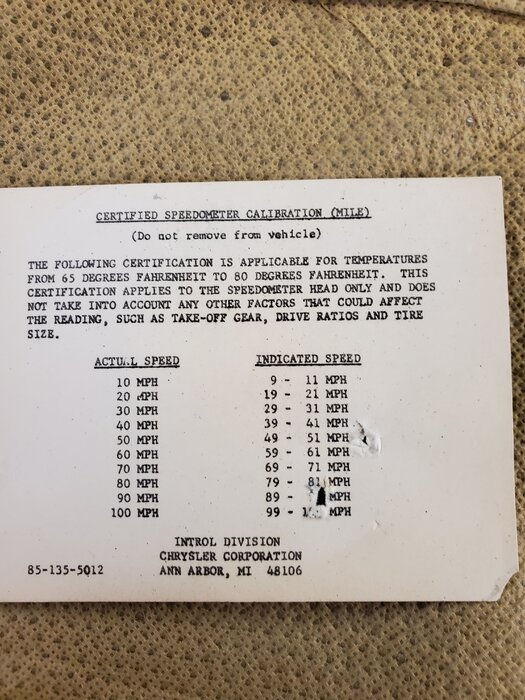 CERTIFIED SPEEDOMETER CALIBRATION (MILE)
(Do not remove from vehicle)
THE FOLLOWING CERTIFICATION IS APPLICABLE FOR TEMPERATURES
FROM 65 DEGREES FAHRENHEIT TO 80 DEGREES FAHRENHEIT. THIS
CERTIFICATION APPLIES TO THE SPEEDOMETER HEAD ONLY AND DOES
NOT TAKE INTO ACCOUNT ANY OTHER FACTORS THAT COULD AFFECT
THE READING, SUCH AS TAKE-OFF GEAR, DRIVE RATIOS AND TIRE
SIZE.
ACTUAL SPEED INDICATED SPEED
10 MPH 9 - 11 MPH
20 MPH 19 - 21 MPH
30 MPH 29 - 31 MPH
40 MPH 39 - 41 MPH
50 MPH 49 - 51 MPH
60 MPH 59 - 61 MPH
70 MPH 69 - 71 MPH
80 MPH 79 - 81 MPH
90 MPH 89 - MPH
100 MPH 99 - MPH
INTROL DIVISION
CHRYSLER CORPORATION
85-135-5012 ANN ARBOR, MI 48106